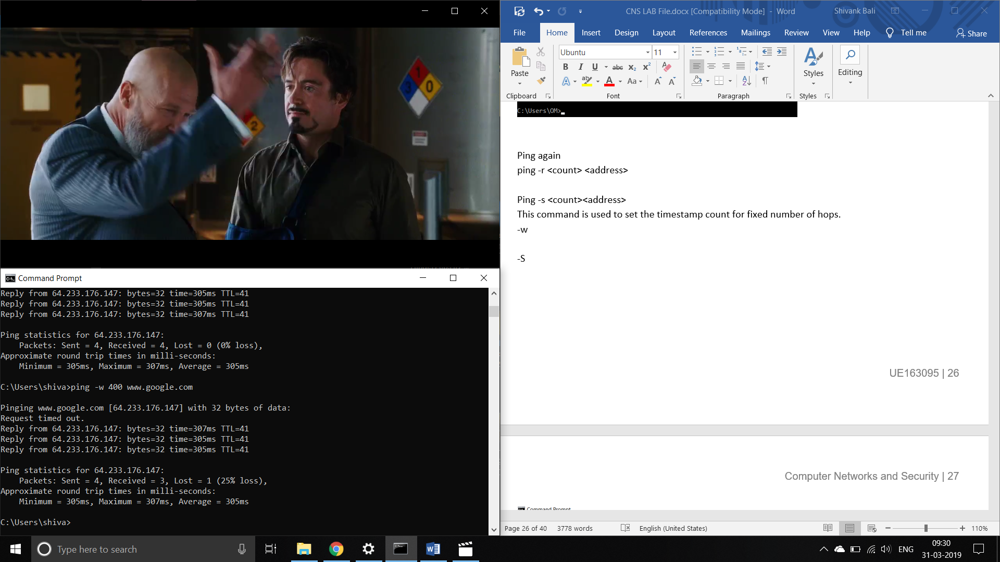 1
3
0
2
Command Prompt
Reply from 64.233.176.147: bytes=32 time=305ms TTL=41
Reply from 64.233.176.147: bytes=32 time=305ms TTL=41
Reply from 64.233.176.147: bytes=32 time=307ms TTL=41
Ping statistics for 64.233.176.147:
Packets: Sent = 4, Received = 4, Lost = 0 (0% loss),
Approximate round trip times in milli-seconds:
Minimum = 305ms, Maximum = 307ms, Average = 305ms
C:\Users\shiva>ping -w 400 www.google.com
Pinging www.google.com [64.233.176.147] with 32 bytes of data:
Request timed out.
Reply from 64.233.176.147: bytes=32 time=307ms TTL=41
Reply from 64.233.176.147: bytes=32 time=305ms TTL=41
Reply from 64.233.176.147: bytes=32 time=305ms TTL=41
Ping statistics for 64.233.176.147:
Packets: Sent = 4, Received = 3, Lost = 1 (25% loss),
Approximate round trip times in milli-seconds:
Minimum = 305ms, Maximum = 307ms, Average = 305ms
C:\Users\shiva>
CNS LAB File.docx [Compatibility Mode] - Word
Shivank Bali
File Home Insert Design Layout References Mailings Review View Help Tell me Share
Paste
Clipboard
Ubuntu 11
B I U abc X₂ X²
A ab A Aa A A
Font
Paragraph
Styles
Styles
Editing
C:\Users\OM>
Ping again
ping -r <count> <address>
Ping -s <count><address>
This command is used to set the timestamp count for fixed number of hops.
-w
-S
UE163095 | 26
Computer Networks and Security | 27
Command Prompt
Page 26 of 40 3778 words English (United States) 110%
Type here to search
ENG
09:30
31-03-2019